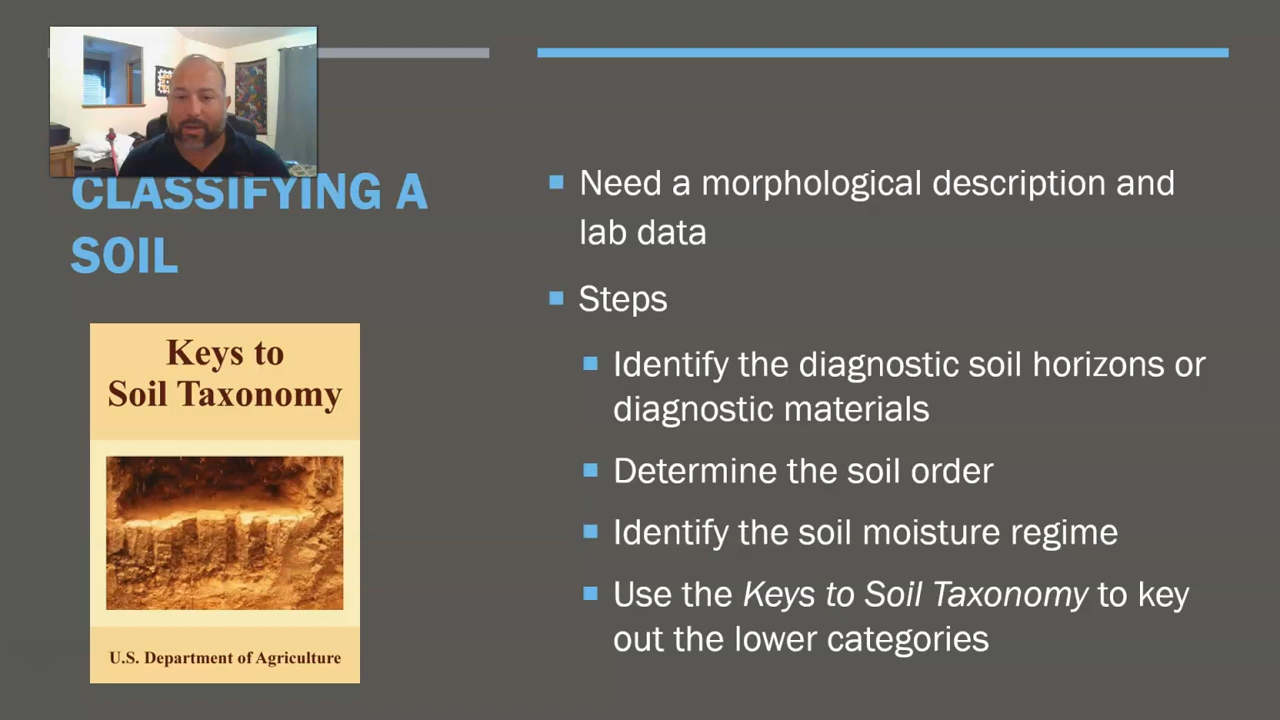 CLASSIFYING A
SOIL
Keys to
Soil Taxonomy
U.S. Department of Agriculture
Need a morphological description and
lab data
Steps
Identify the diagnostic soil horizons or
diagnostic materials
Determine the soil order
Identify the soil moisture regime
Use the Keys to Soil Taxonomy to key
out the lower categories